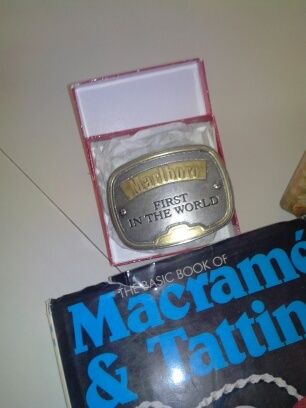 Marlboro
FIRST
IN THE WORLD
THE BASIC BOOK OF
Macramé
& Tattin